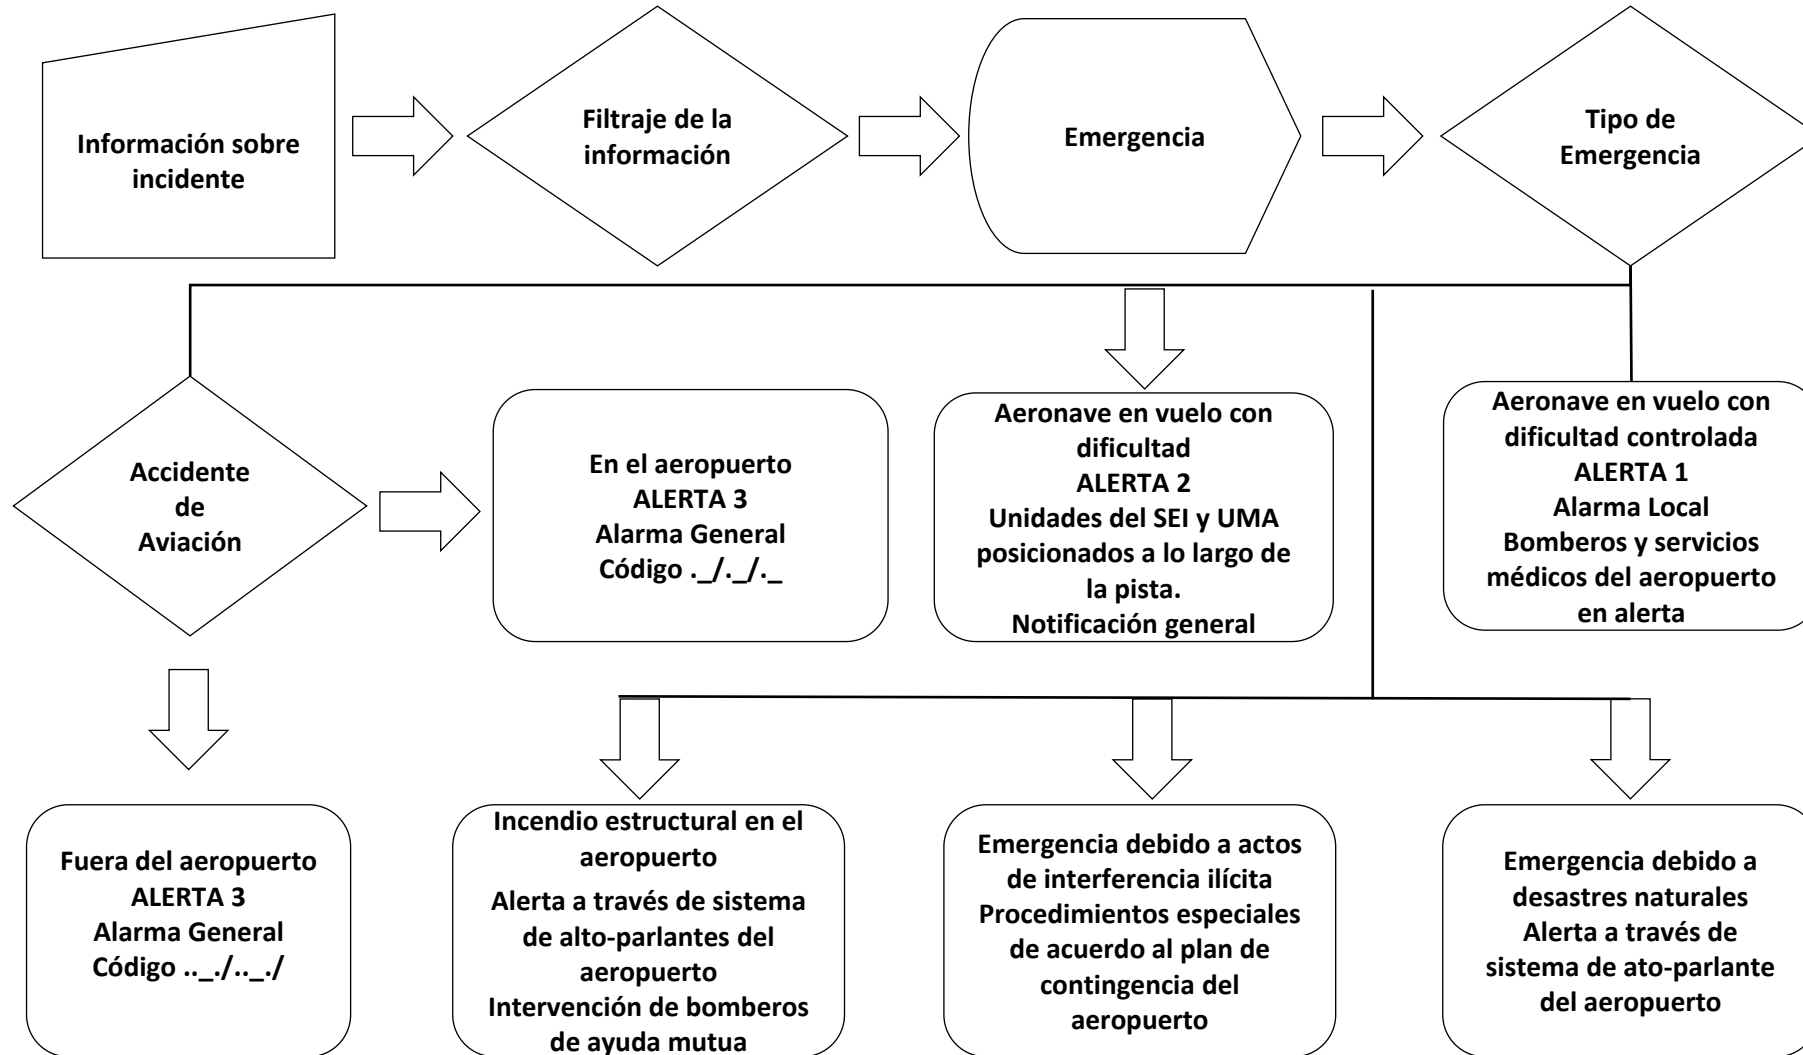 Información sobre
incidente
Filtraje de la
información
Emergencia
Tipo de
Emergencia
Accidente
de
Aviación
En el aeropuerto
ALERTA 3
Alarma General
Código ._/._/._
Aeronave en vuelo con
dificultad
ALERTA 2
Unidades del SEI y UMA
posicionados a lo largo de
la pista.
Notificación general
Aeronave en vuelo con
dificultad controlada
ALERTA 1
Alarma Local
Bomberos y servicios
médicos del aeropuerto
en alerta
Fuera del aeropuerto
ALERTA 3
Alarma General
Código .._./.._./
Incendio estructural en el
aeropuerto
Alerta a través de sistema
de alto-parlantes del
aeropuerto
Intervención de bomberos
de ayuda mutua
Emergencia debido a actos
de interferencia ilícita
Procedimientos especiales
de acuerdo al plan de
contingencia del
aeropuerto
Emergencia debido a
desastres naturales
Alerta a través de
sistema de ato-parlante
del aeropuerto